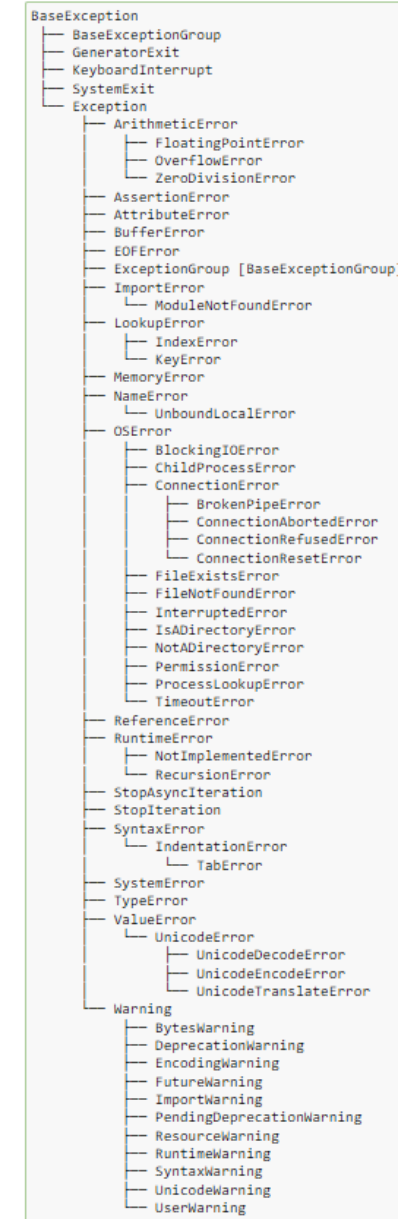 BaseException
├── BaseExceptionGroup
├── GeneratorExit
├── KeyboardInterrupt
├── SystemExit
└── Exception
     ├── ArithmeticError
     │    ├── FloatingPointError
     │    ├── OverflowError
     │    └── ZeroDivisionError
     ├── AssertionError
     ├── AttributeError
     ├── BufferError
     ├── EOFError
     ├── ExceptionGroup [BaseExceptionGroup]
     ├── ImportError
     │    └── ModuleNotFoundError
     ├── LookupError
     │    ├── IndexError
     │    └── KeyError
     ├── MemoryError
     ├── NameError
     │    └── UnboundLocalError
     ├── OSError
     │    ├── BlockingIOError
     │    ├── ChildProcessError
     │    ├── ConnectionError
     │    │    ├── BrokenPipeError
     │    │    ├── ConnectionAbortedError
     │    │    ├── ConnectionRefusedError
     │    │    └── ConnectionResetError
     │    ├── FileExistsError
     │    ├── FileNotFoundError
     │    ├── InterruptedError
     │    ├── IsADirectoryError
     │    ├── NotADirectoryError
     │    ├── PermissionError
     │    ├── ProcessLookupError
     │    └── TimeoutError
     ├── ReferenceError
     ├── RuntimeError
     │    ├── NotImplementedError
     │    └── RecursionError
     ├── StopAsyncIteration
     ├── StopIteration
     ├── SyntaxError
     │    └── IndentationError
     │         └── TabError
     ├── SystemError
     ├── TypeError
     ├── ValueError
     │    └── UnicodeError
     │         ├── UnicodeDecodeError
     │         ├── UnicodeEncodeError
     │         └── UnicodeTranslateError
     └── Warning
          ├── BytesWarning
          ├── DeprecationWarning
          ├── EncodingWarning
          ├── FutureWarning
          ├── ImportWarning
          ├── PendingDeprecationWarning
          ├── ResourceWarning
          ├── RuntimeWarning
          ├── SyntaxWarning
          ├── UnicodeWarning
          └── UserWarning